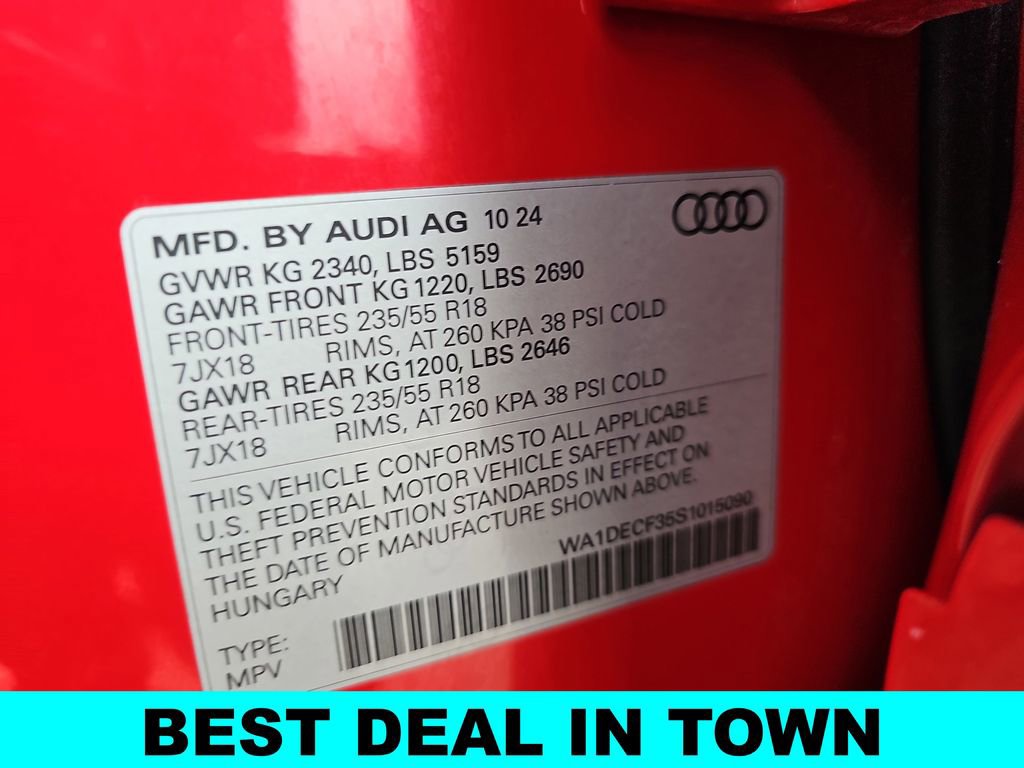 MFD. BY AUDI AG 10 24
GVWR KG 2340, LBS 5159
GAWR FRONT KG 1220, LBS 2690
FRONT-TIRES 235/55 R18
7JX18 RIMS, AT 260 KPA 38 PSI COLD
GAWR REAR KG 1200, LBS 2646
REAR-TIRES 235/55 R18
7JX18 RIMS, AT 260 KPA 38 PSI COLD
THIS VEHICLE CONFORMS TO ALL APPLICABLE
U.S. FEDERAL MOTOR VEHICLE SAFETY AND
THEFT PREVENTION STANDARDS IN EFFECT ON
THE DATE OF MANUFACTURE SHOWN ABOVE.
HUNGARY
WA1DECF35S1015090
TYPE:
MPV
BEST DEAL IN TOWN